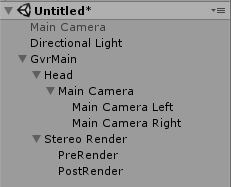 Untitled*
Main Camera
Directional Light
GvrMain
Head
Main Camera
Main Camera Left
Main Camera Right
Stereo Render
PreRender
PostRender